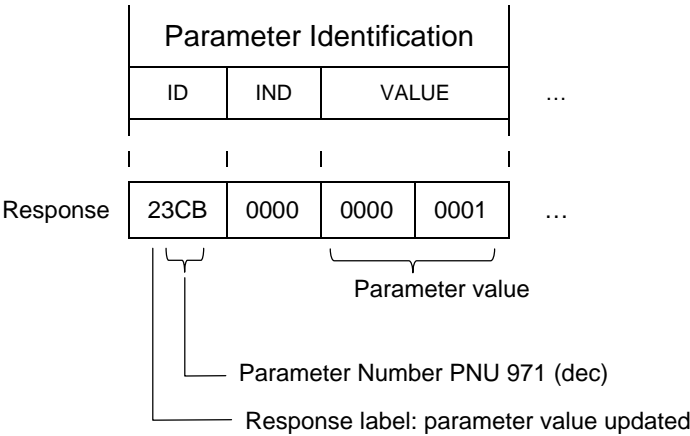 Parameter Identification
ID IND VALUE …
Response 23CB 0000 0000 0001 …
Parameter value
Parameter Number PNU 971 (dec)
Response label: parameter value updated